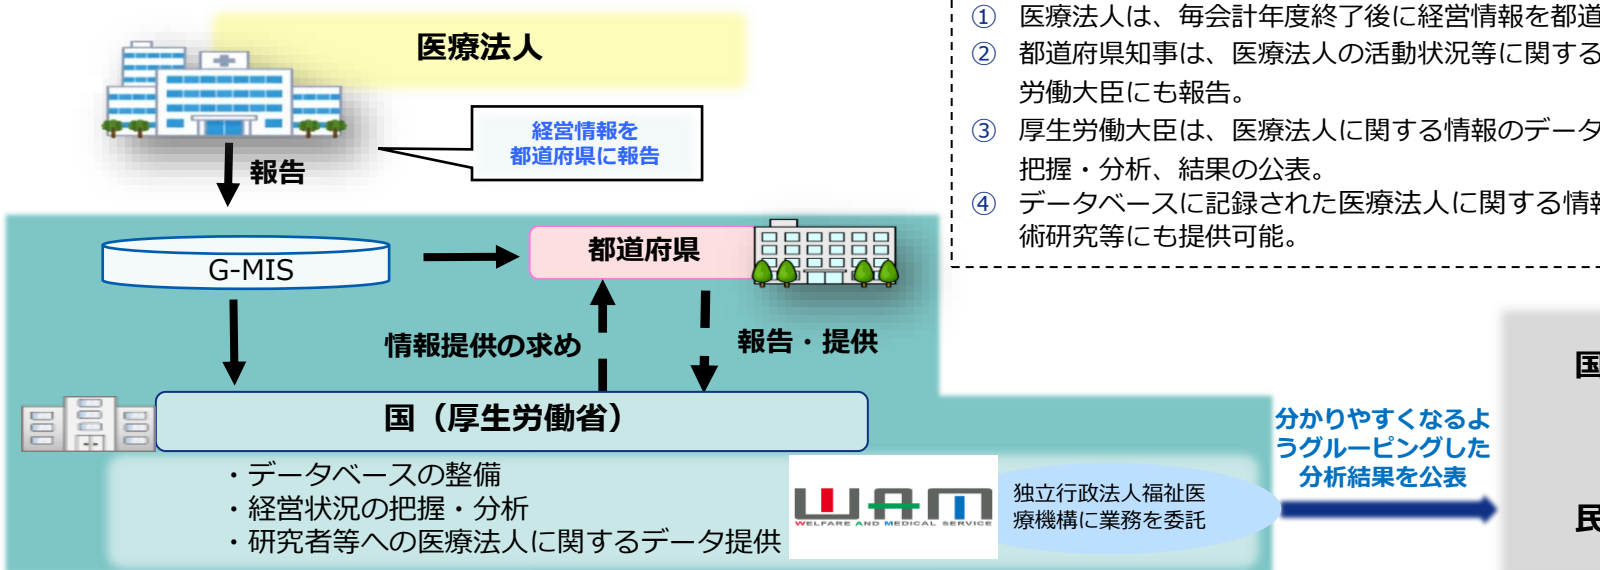 医療法人
経営情報を
都道府県に報告
報告
G-MIS
都道府県
情報提供の求め
報告・提供
国（厚生労働省）
・データベースの整備
・経営状況の把握・分析
・研究者等への医療法人に関するデータ提供
WAM
WELFARE AND MEDICAL SERVICE
独立行政法人福祉医
療機構に業務を委託
① 医療法人は、毎会計年度終了後に経営情報を都道
② 都道府県知事は、医療法人の活動状況等に関する
労働大臣にも報告。
③ 厚生労働大臣は、医療法人に関する情報のデータ
把握・分析、結果の公表。
④ データベースに記録された医療法人に関する情報
術研究等にも提供可能。
分かりやすくなるよ
うグルーピングした
分析結果を公表
国
民